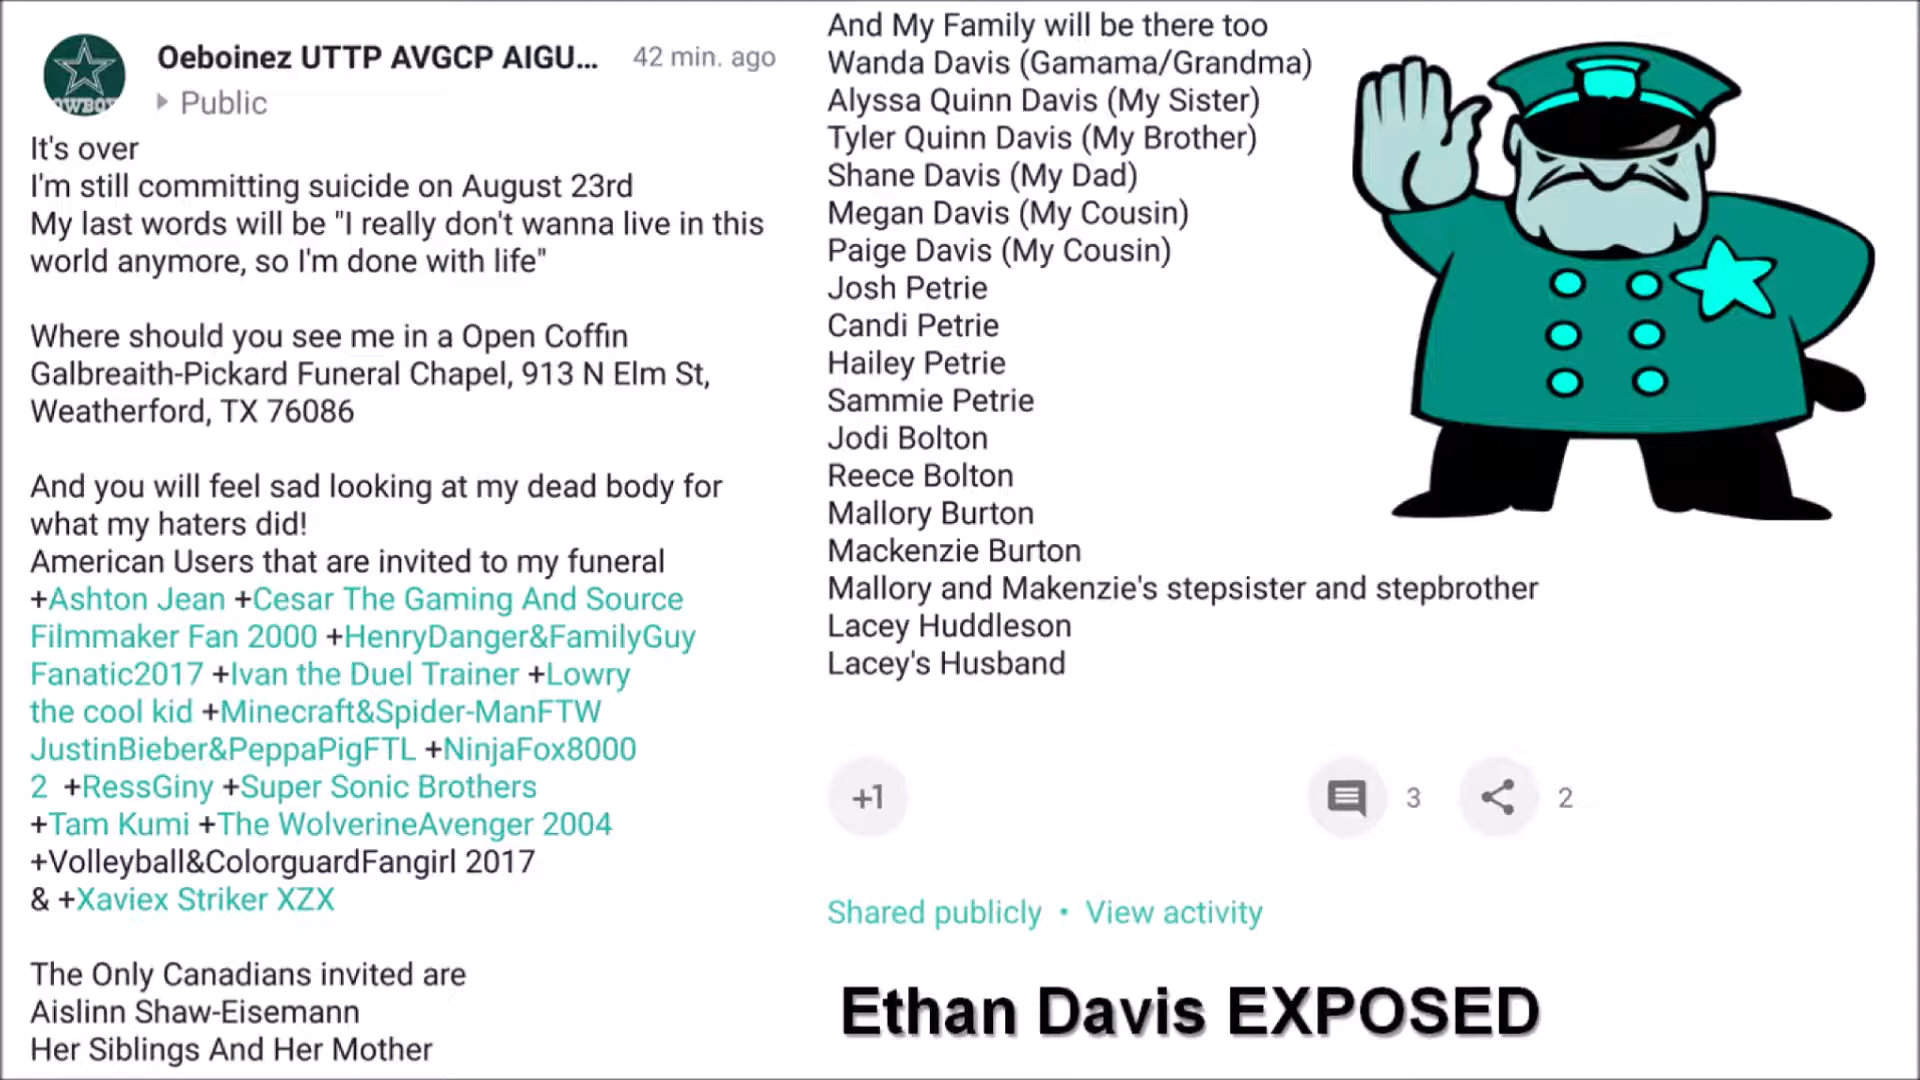 Oeboinez UTTP AVGCP AIGU... 42 min. ago
Public
It's over
I'm still committing suicide on August 23rd
My last words will be "I really don't wanna live in this
world anymore, so I'm done with life"
Where should you see me in a Open Coffin
Galbreaith-Pickard Funeral Chapel, 913 N Elm St,
Weatherford, TX 76086
And you will feel sad looking at my dead body for
what my haters did!
American Users that are invited to my funeral
+Ashton Jean +Cesar The Gaming And Source
Filmmaker Fan 2000 +HenryDanger&FamilyGuy
Fanatic2017 +Ivan the Duel Trainer +Lowry
the cool kid +Minecraft&Spider-ManFTW
JustinBieber&PeppaPigFTL +NinjaFox8000
2 +RessGiny +Super Sonic Brothers
+Tam Kumi +The WolverineAvenger 2004
+Volleyball&ColorguardFangirl 2017
& +Xaviex Striker XZX
The Only Canadians invited are
Aislinn Shaw-Eisemann
Her Siblings And Her Mother
And My Family will be there too
Wanda Davis (Gamama/Grandma)
Alyssa Quinn Davis (My Sister)
Tyler Quinn Davis (My Brother)
Shane Davis (My Dad)
Megan Davis (My Cousin)
Paige Davis (My Cousin)
Josh Petrie
Candi Petrie
Hailey Petrie
Sammie Petrie
Jodi Bolton
Reece Bolton
Mallory Burton
Mackenzie Burton
Mallory and Makenzie's stepsister and stepbrother
Lacey Huddleson
Lacey's Husband
+1 3 2
Shared publicly • View activity
Ethan Davis EXPOSED